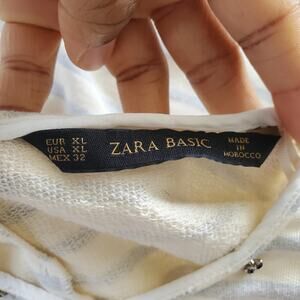 EUR XL
USA XL
MEX 32
ZARA BASIC
MADE IN
MOROCCO